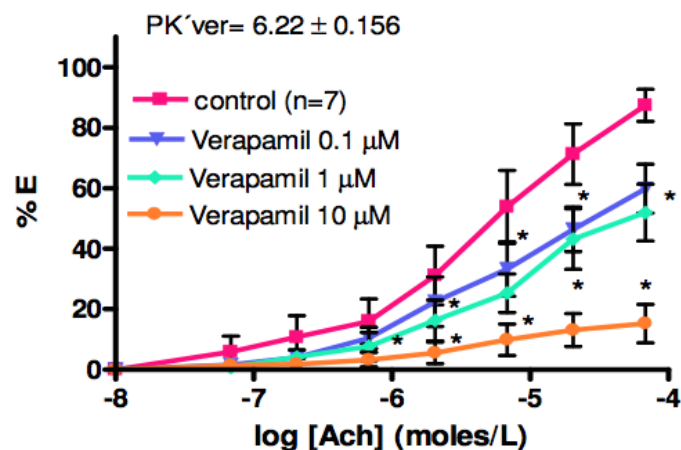 PK´ver= 6.22 ± 0.156
100
80
60
40
20
0
% E
control (n=7)
Verapamil 0.1 μM
Verapamil 1 μM
Verapamil 10 μM
* *
*
* *
*
* * *
-8 -7 -6 -5 -4
log [Ach] (moles/L)